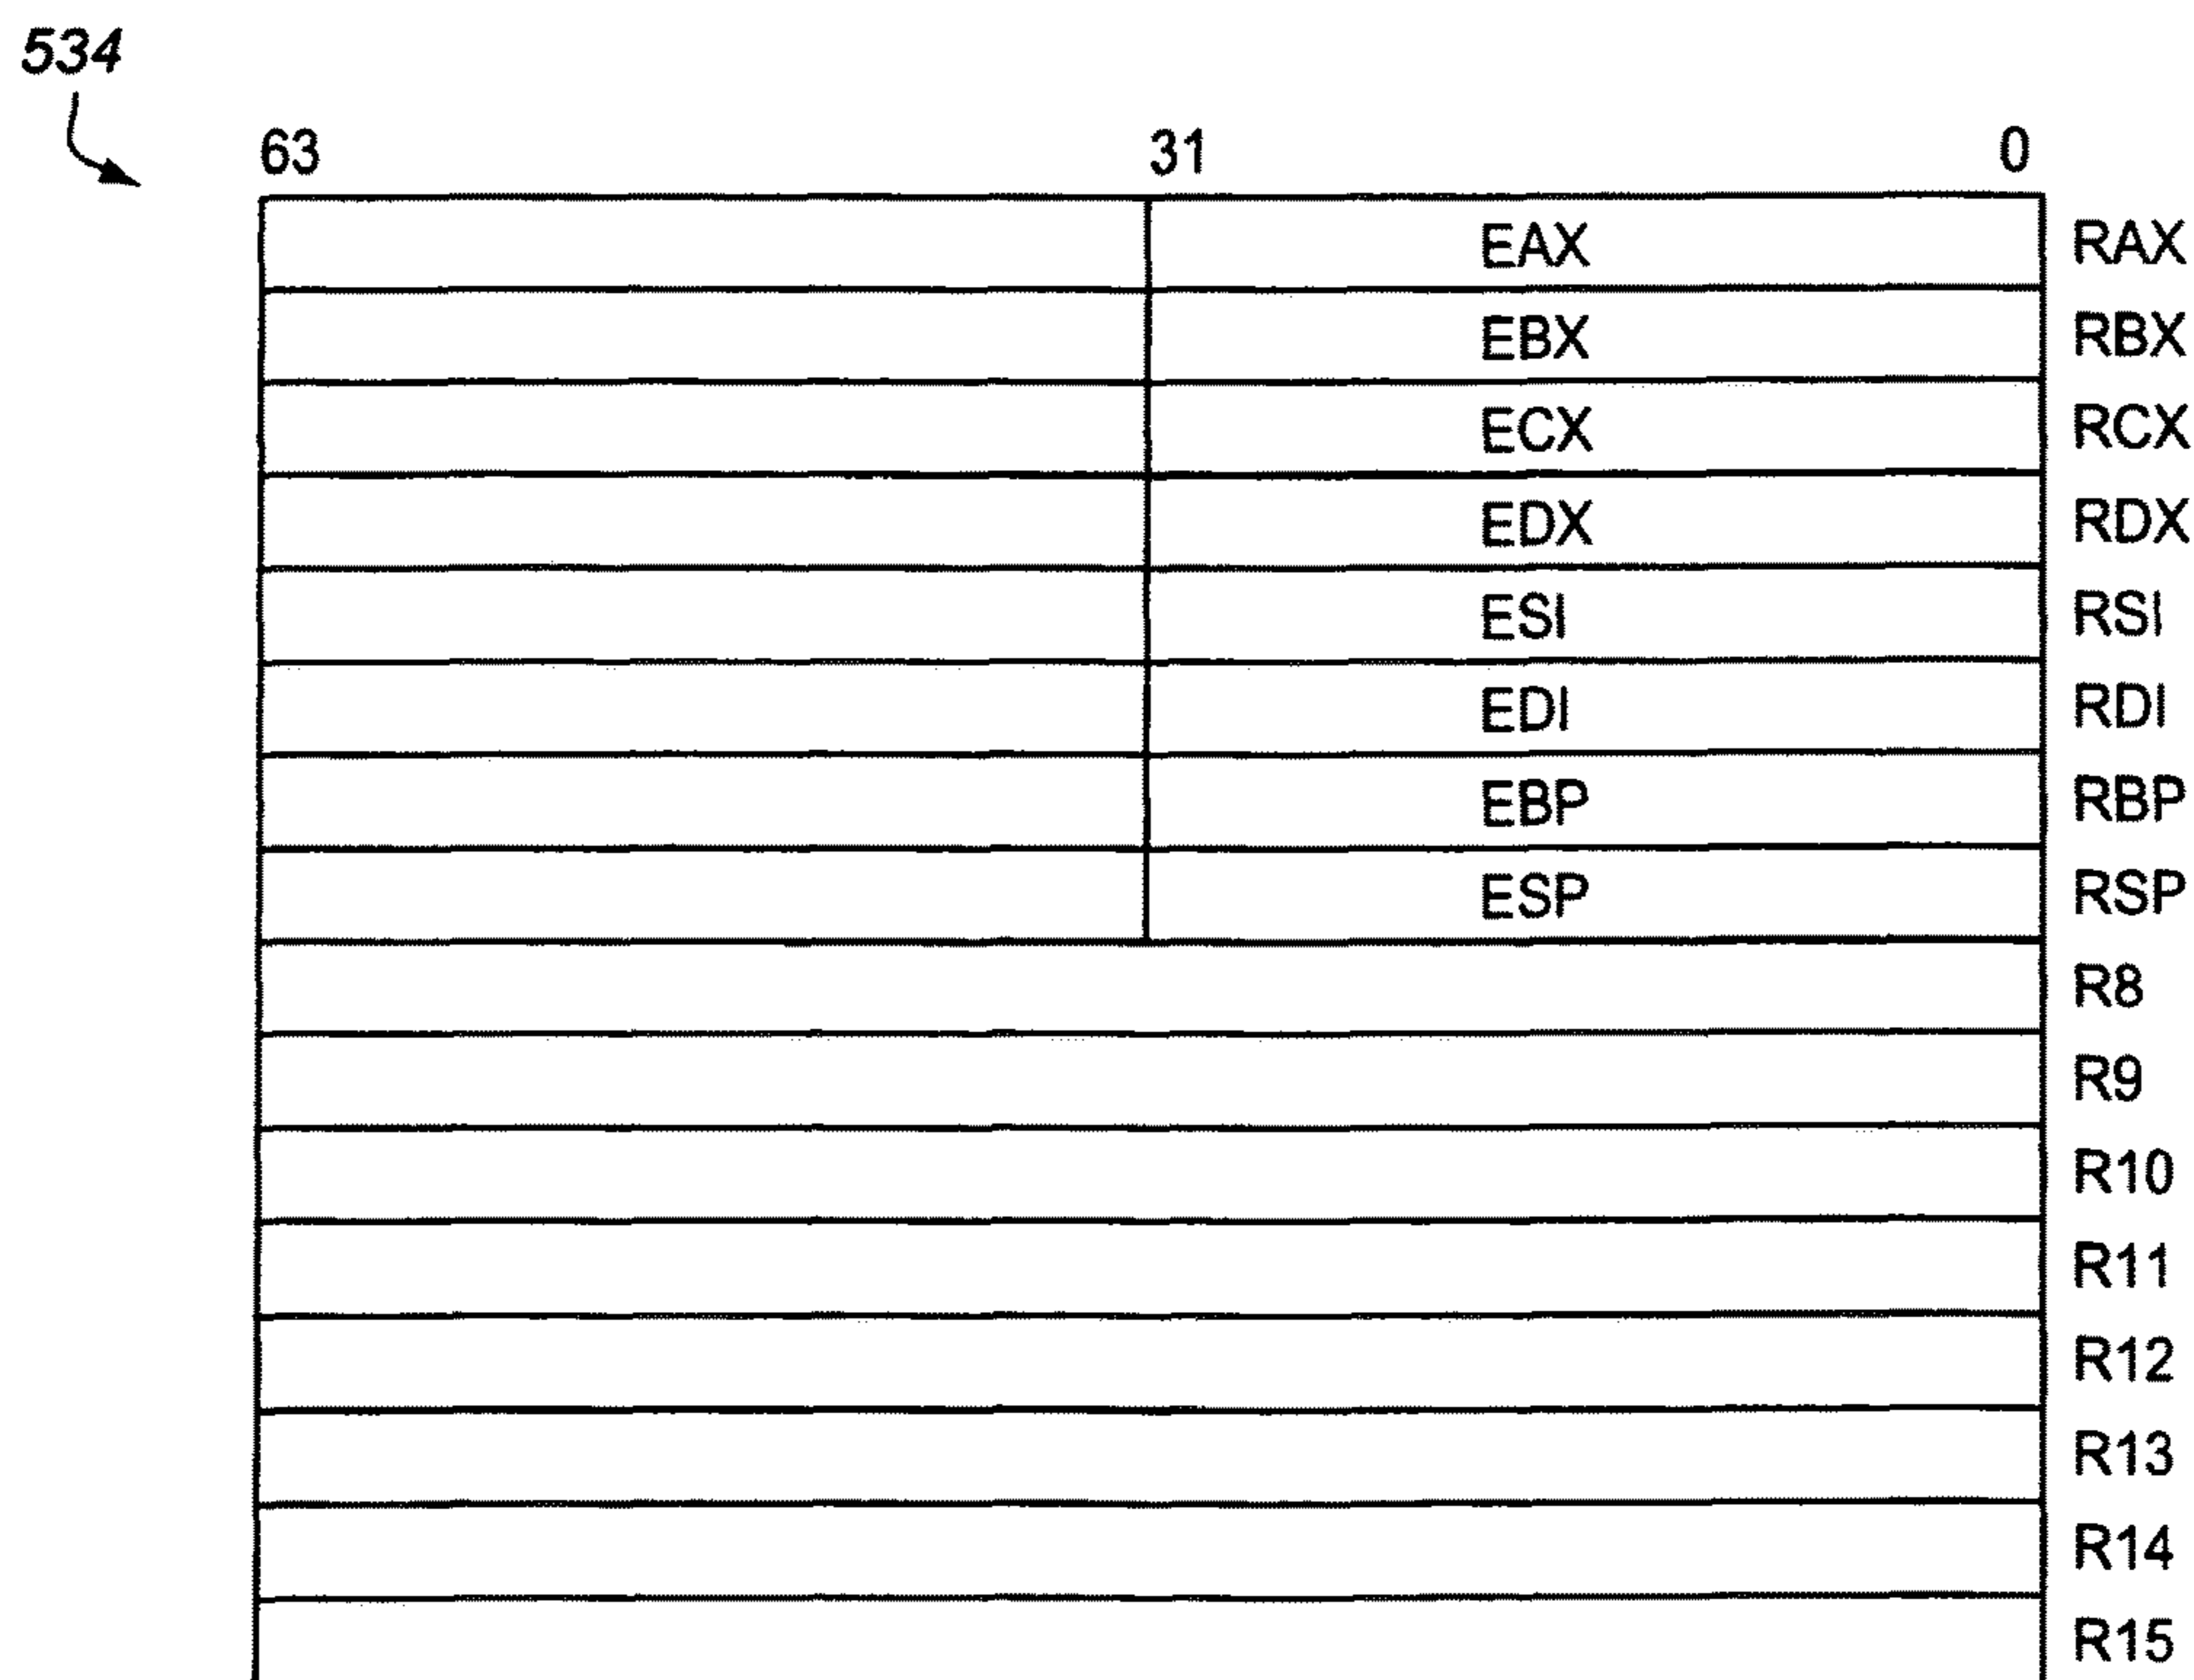 534
63 31 0
EAX RAX
EBX RBX
ECX RCX
EDX RDX
ESI RSI
EDI RDI
EBP RBP
ESP RSP
R8
R9
R10
R11
R12
R13
R14
R15